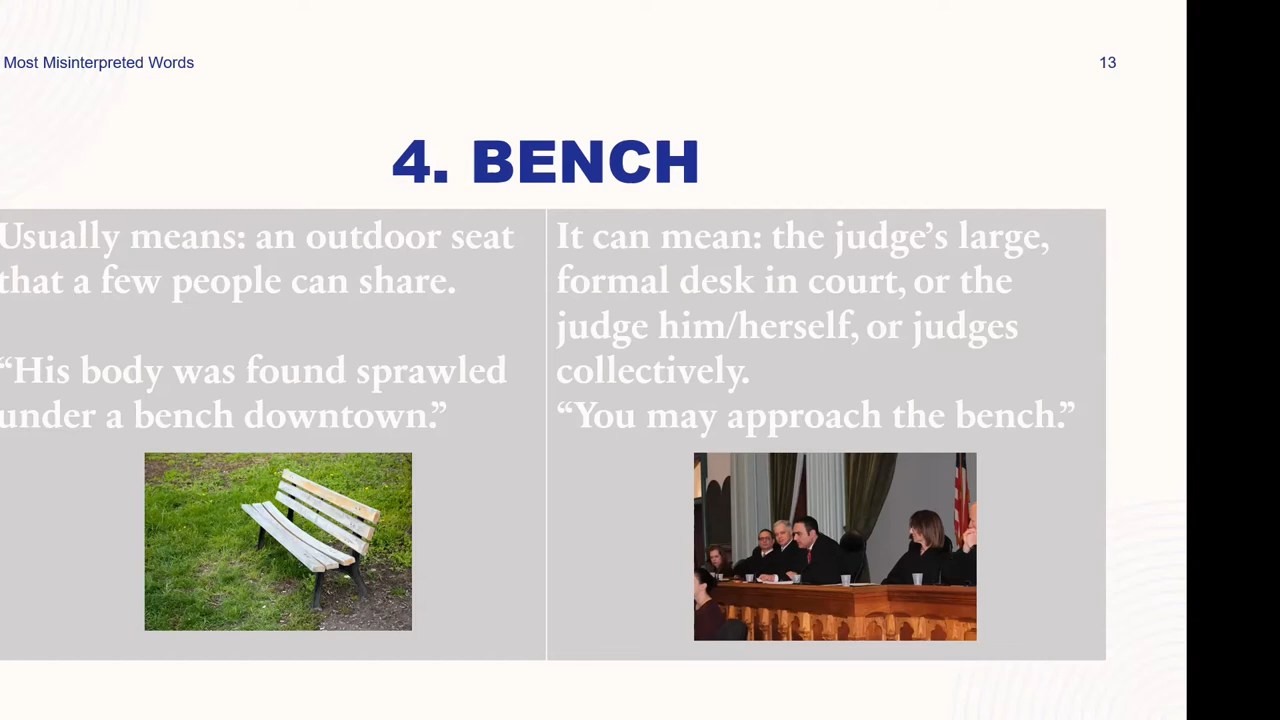 Most Misinterpreted Words
13
4. BENCH
Usually means: an outdoor seat
that a few people can share.
“His body was found sprawled
under a bench downtown.”
It can mean: the judge’s large,
formal desk in court, or the
judge him/herself, or judges
collectively.
“You may approach the bench.”